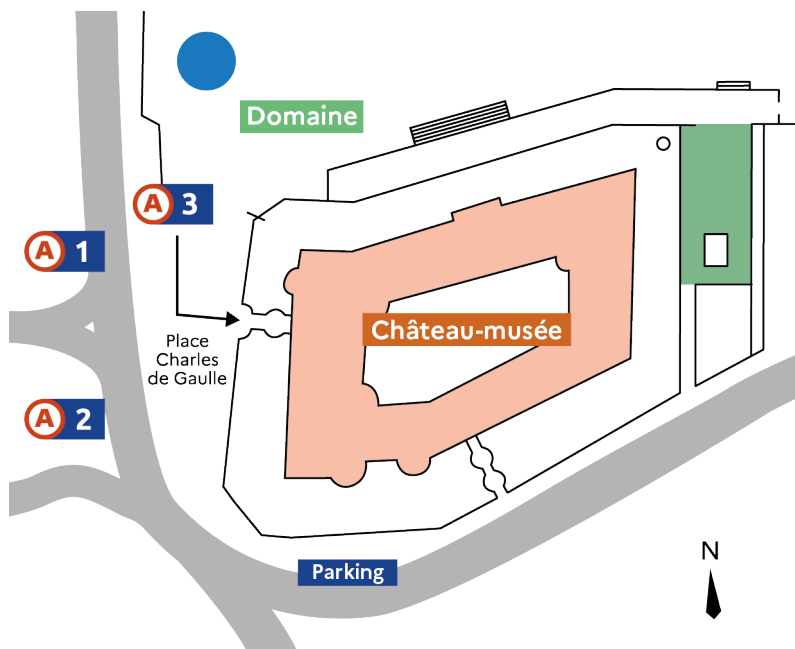 Domaine
A 3
A 1
Château-musée
Place
Charles
de Gaulle
A 2
N
Parking